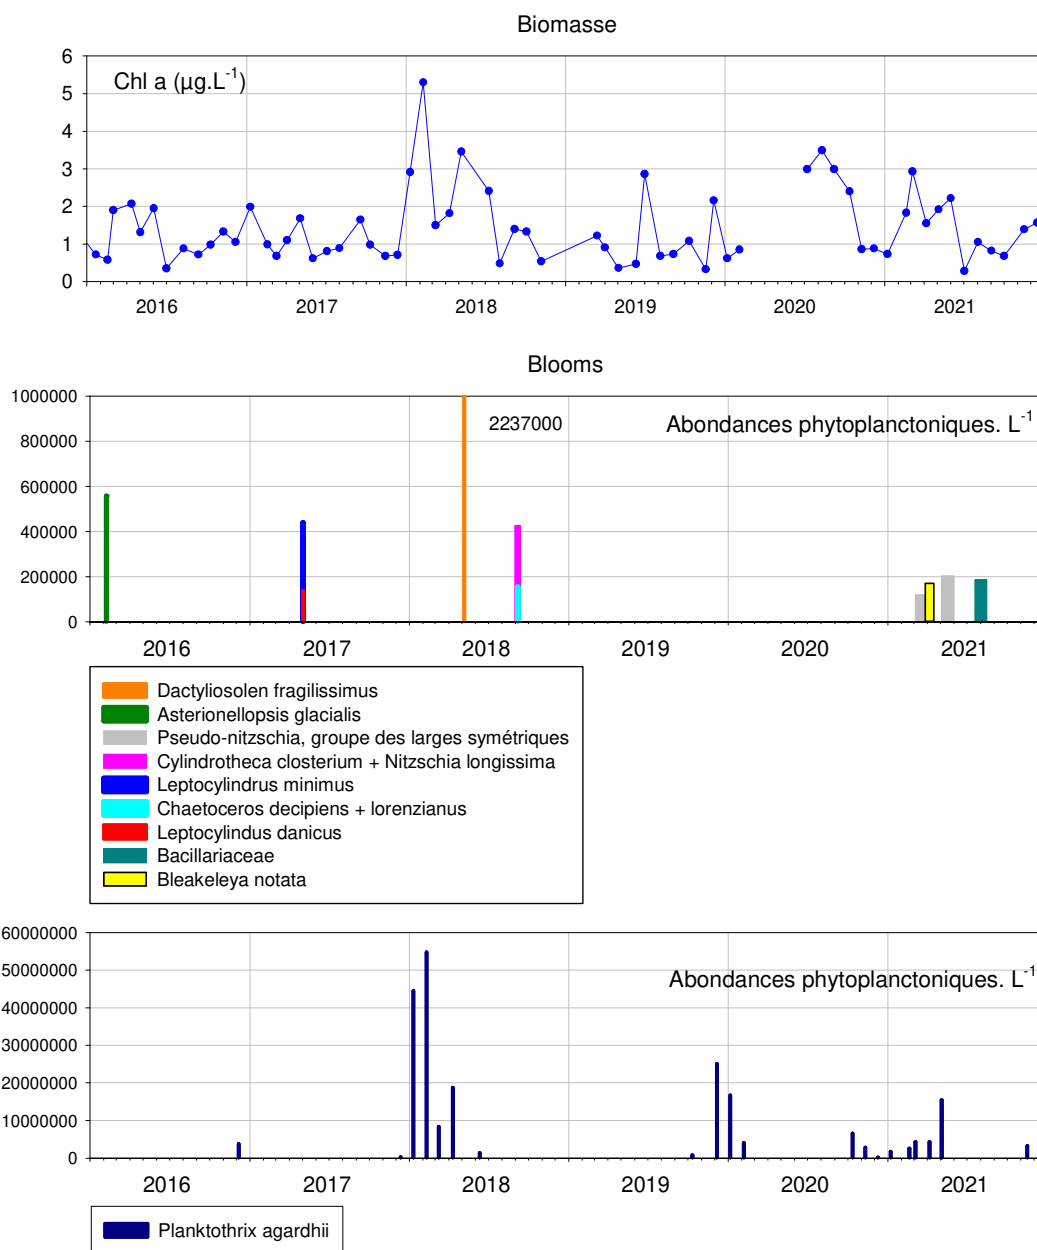 Biomasse
Chl a (µg.L-1)
6
5
4
3
2
1
0
2016 2017 2018 2019 2020 2021
Blooms
Abondances phytoplanctoniques. L-1
2237000
1000000
800000
600000
400000
200000
0
2016 2017 2018 2019 2020 2021
Dactyliosolen fragilissimus
Asterionellopsis glacialis
Pseudo-nitzschia, groupe des larges symétriques
Cylindrotheca closterium + Nitzschia longissima
Leptocylindrus minimus
Chaetoceros decipiens + lorenzianus
Leptocylindus danicus
Bacillariaceae
Bleakeleya notata
Abondances phytoplanctoniques. L-1
60000000
50000000
40000000
30000000
20000000
10000000
0
2016 2017 2018 2019 2020 2021
Planktothrix agardhii